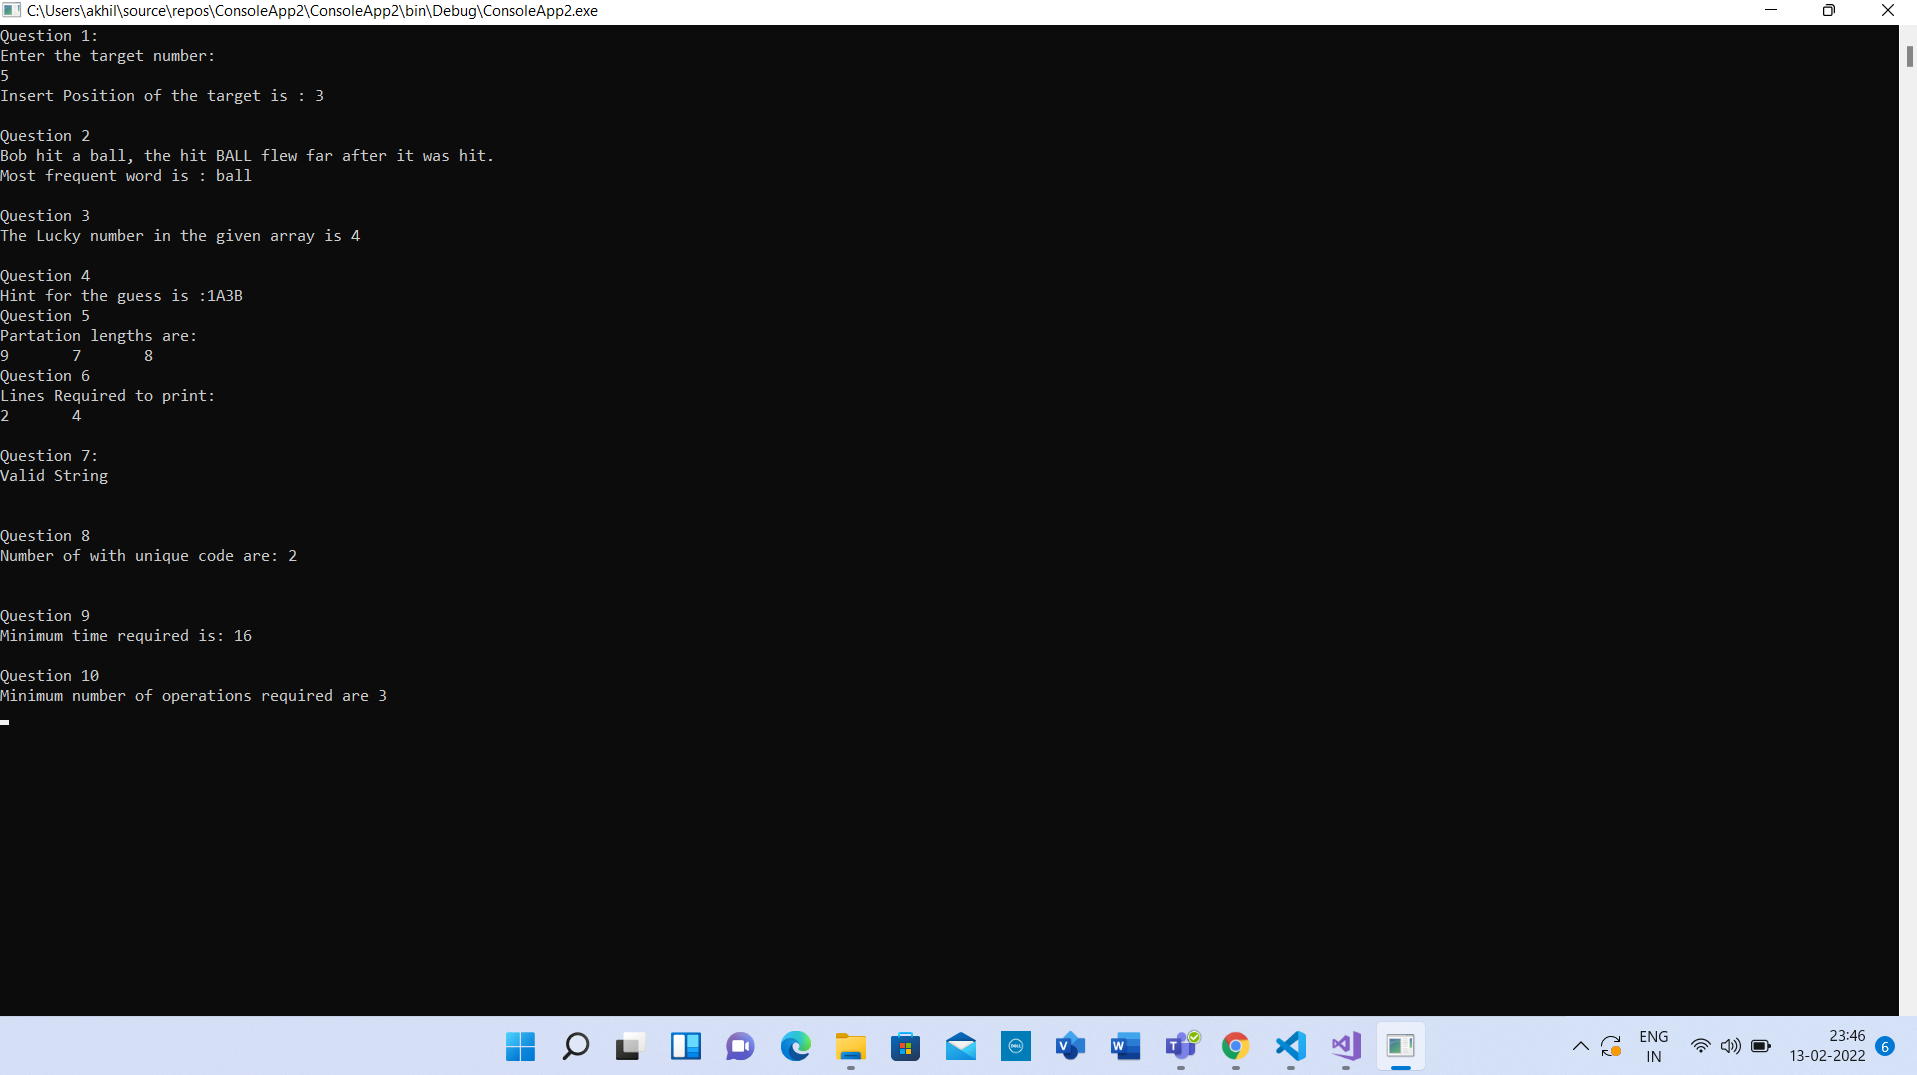 C:\Users\akhil\source\repos\ConsoleApp2\ConsoleApp2\bin\Debug\ConsoleApp2.exe
Question 1:
Enter the target number:
5
Insert Position of the target is : 3
Question 2
Bob hit a ball, the hit BALL flew far after it was hit.
Most frequent word is : ball
Question 3
The Lucky number in the given array is 4
Question 4
Hint for the guess is :1A3B
Question 5
Partation lengths are:
9 7 8
Question 6
Lines Required to print:
2 4
Question 7:
Valid String
Question 8
Number of with unique code are: 2
Question 9
Minimum time required is: 16
Question 10
Minimum number of operations required are 3
DELL
V
W
T
ENG
IN
23:46
13-02-2022
6